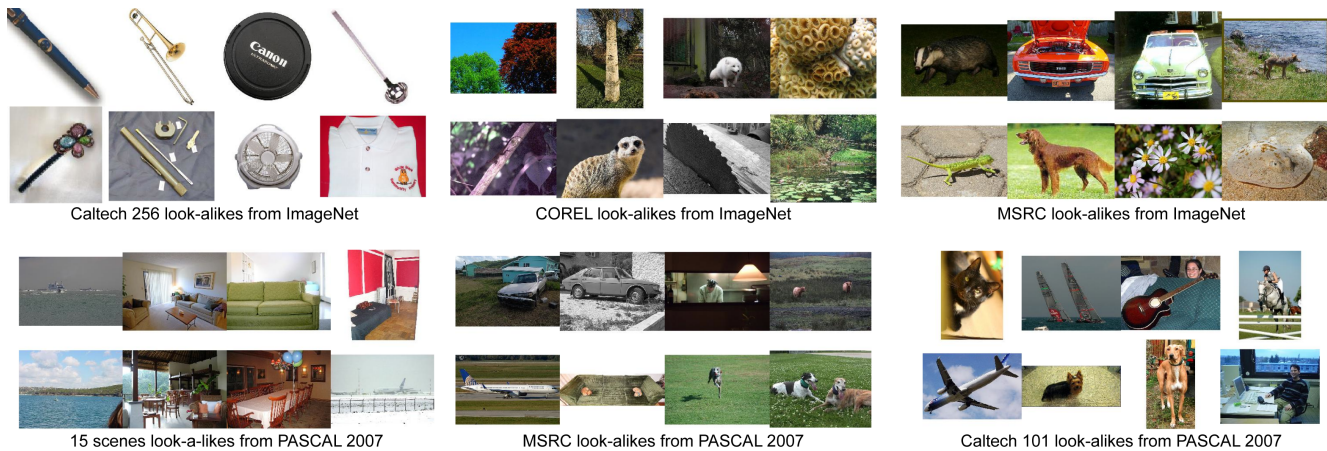 Canon
Caltech 256 look-alikes from ImageNet
COREL look-alikes from ImageNet
MSRC look-alikes from ImageNet
15 scenes look-a-likes from PASCAL 2007
MSRC look-alikes from PASCAL 2007
Caltech 101 look-alikes from PASCAL 2007